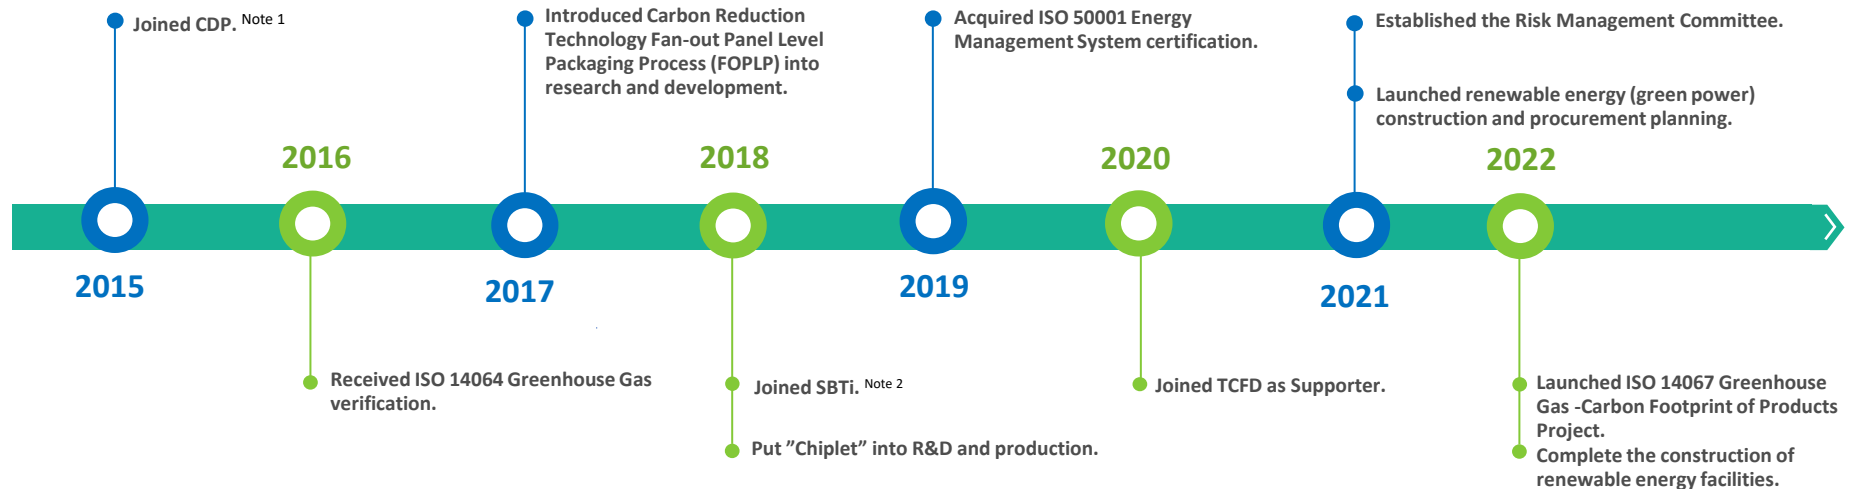 Joined CDP. Note 1
Introduced Carbon Reduction
Technology Fan-out Panel Level
Packaging Process (FOPLP) into
research and development.
Acquired ISO 50001 Energy
Management System certification.
Established the Risk Management Committee.
Launched renewable energy (green power)
construction and procurement planning.
2016
2018
2020
2022
2015
2017
2019
2021
Received ISO 14064 Greenhouse Gas
verification.
Joined SBTi. Note 2
Put ”Chiplet” into R&D and production.
Joined TCFD as Supporter.
Launched ISO 14067 Greenhouse
Gas -Carbon Footprint of Products
Project.
Complete the construction of
renewable energy facilities.